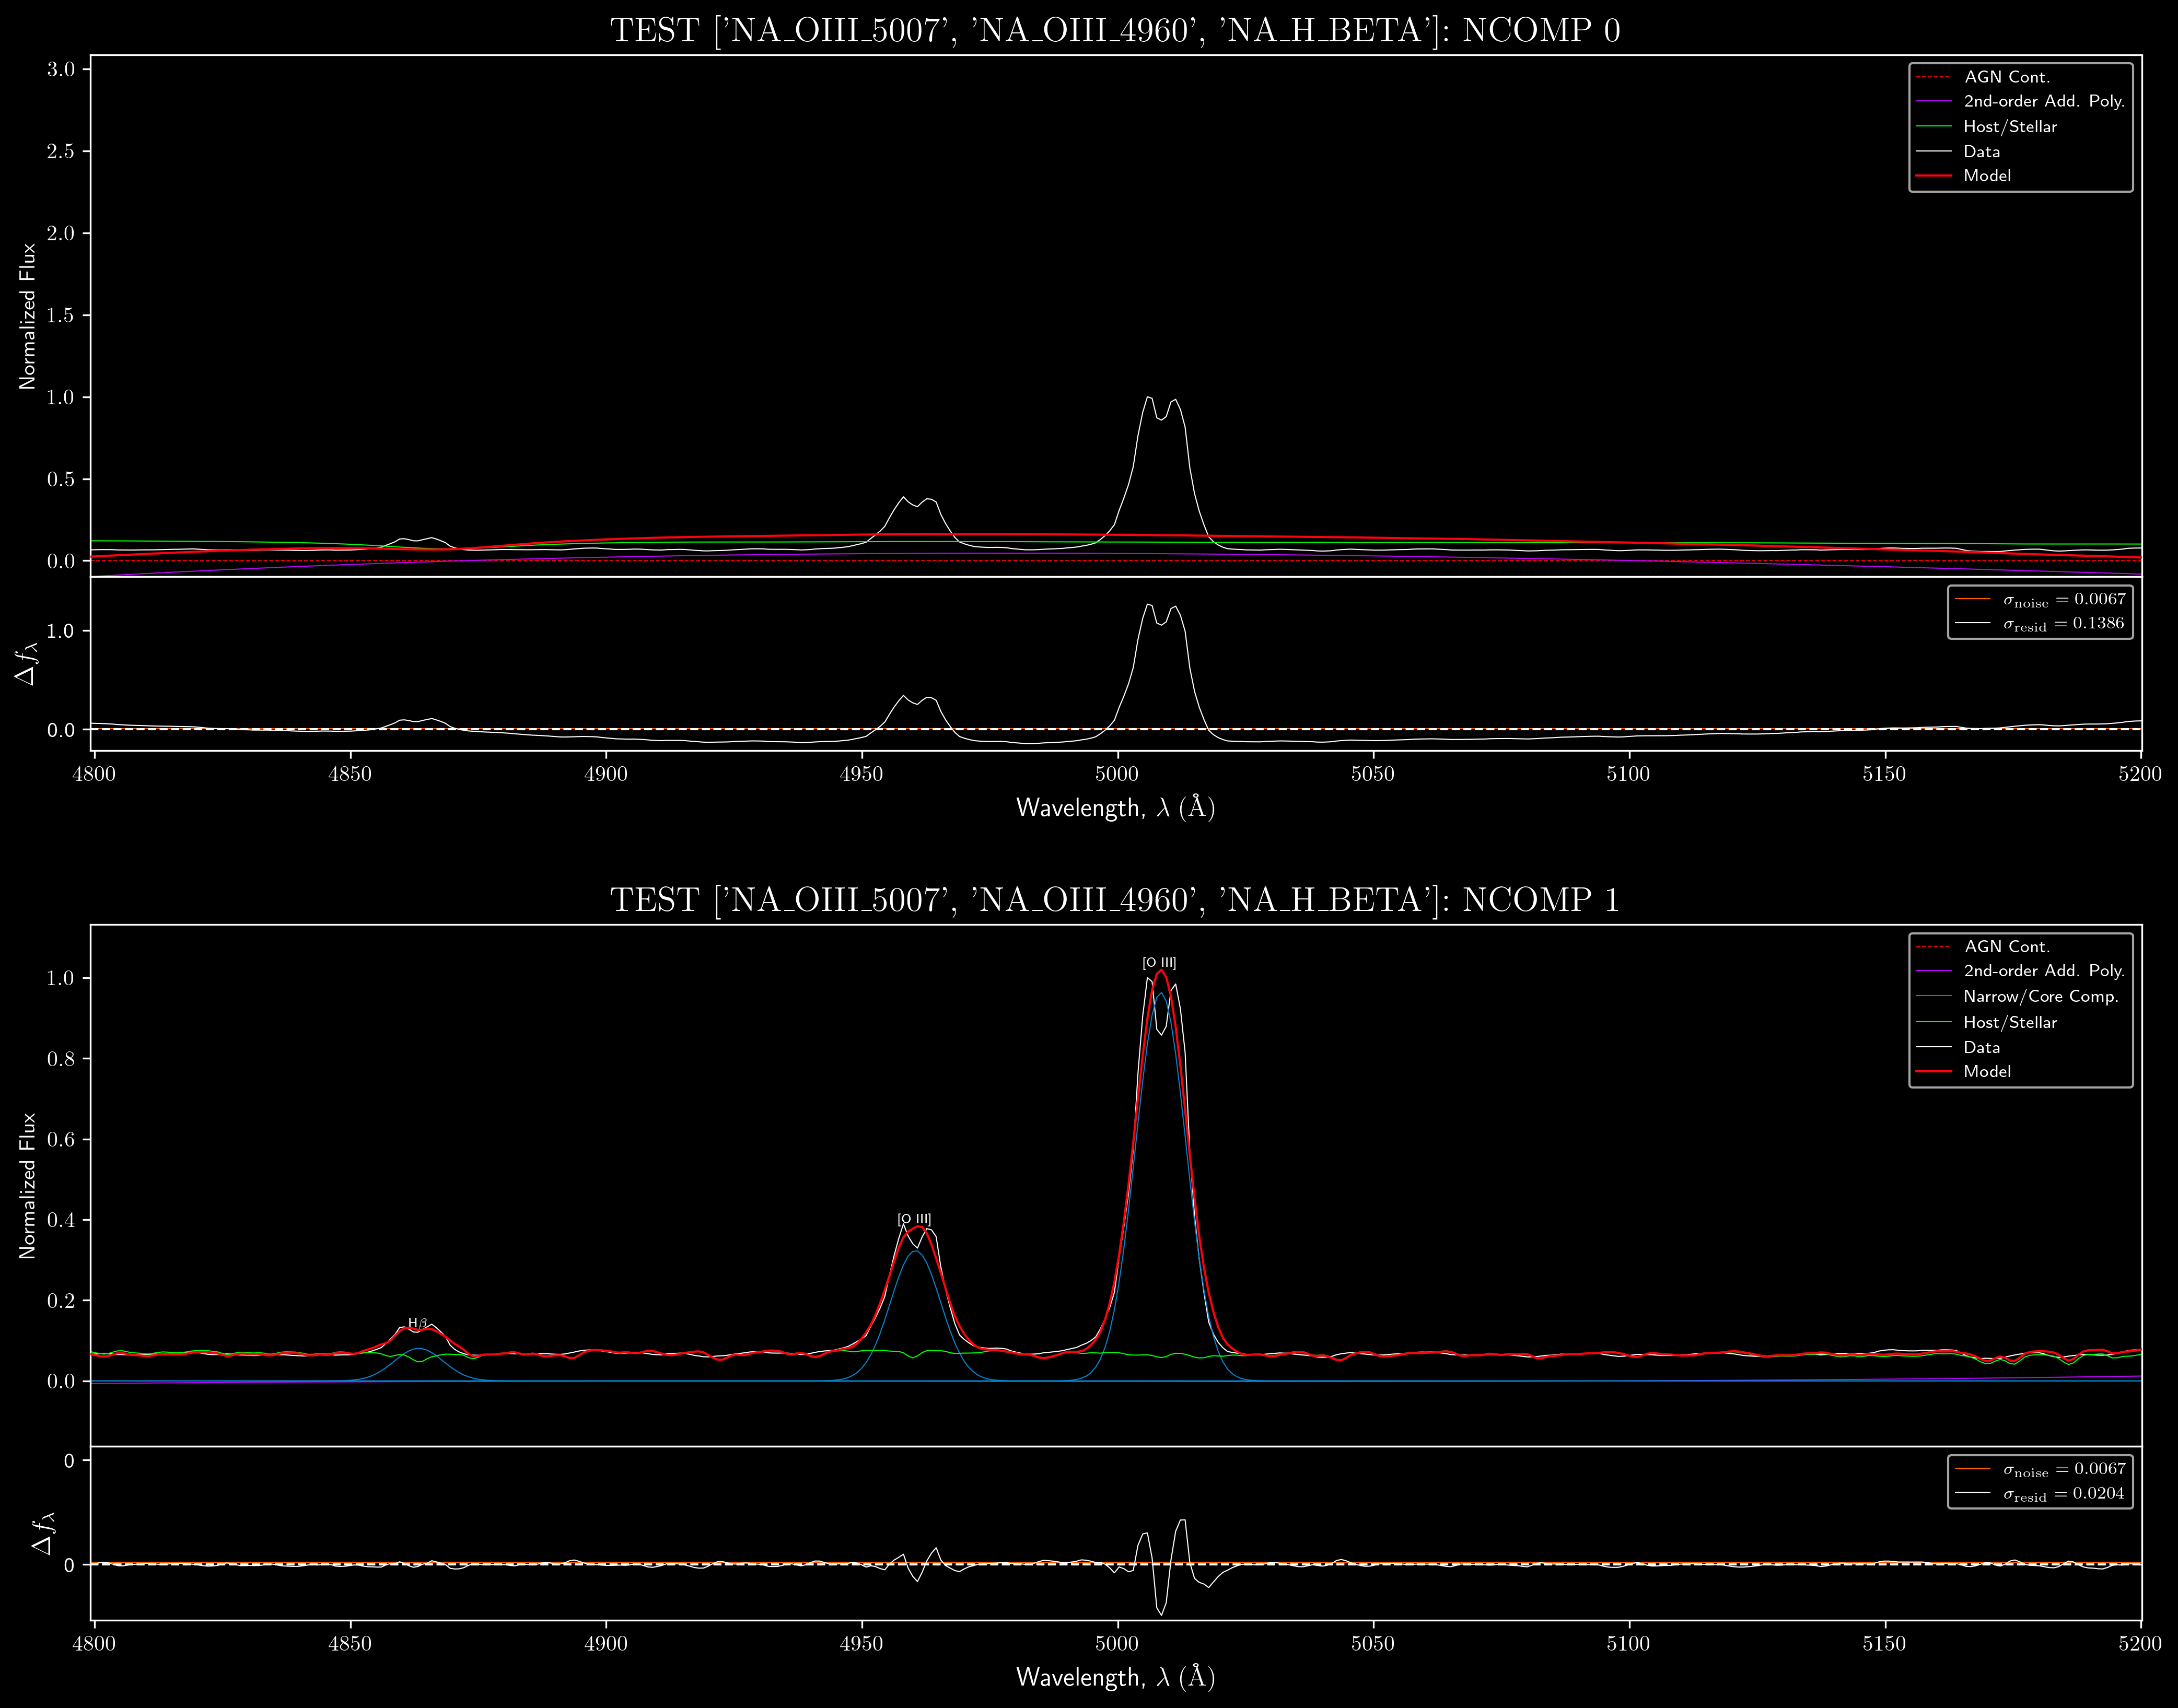 TEST ['NA_OIII_5007', 'NA_OIII_4960', 'NA_H_BETA']: NCOMP 0
3.0
2.5
2.0
1.5
1.0
0.5
0.0
Normalized Flux
AGN Cont.
2nd-order Add. Poly.
Host/Stellar
Data
Model
1.0
0.0
Δf_λ
σ_noise = 0.0067
σ_resid = 0.1386
4800 4850 4900 4950 5000 5050 5100 5150 5200
Wavelength, λ (Å)
TEST ['NA_OIII_5007', 'NA_OIII_4960', 'NA_H_BETA']: NCOMP 1
1.0
0.8
0.6
0.4
0.2
0.0
Normalized Flux
Hβ
[O III]
[O III]
AGN Cont.
2nd-order Add. Poly.
Narrow/Core Comp.
Host/Stellar
Data
Model
0
0
Δf_λ
σ_noise = 0.0067
σ_resid = 0.0204
4800 4850 4900 4950 5000 5050 5100 5150 5200
Wavelength, λ (Å)